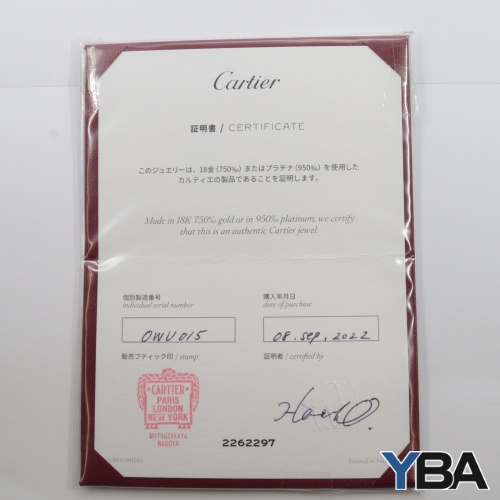 Cartier
証明書 / CERTIFICATE
このジュエリーは、18金(750‰)またはプラチナ(950‰)を使用した
カルティエの製品であることを証明します。
Made in 18K 750‰ gold or in 950‰ platinum, we certify
that this is an authentic Cartier jewel.
個別製造番号
individual serial number
OWU015
購入年月日
date of purchase
08. Sep, 2022
販売ブティック印 / stamp
証明者 / certified by
CARTIER
PARIS
LONDON
NEW YORK
MATSUZAKAYA
NAGOYA
2262297
Printed in
YBA